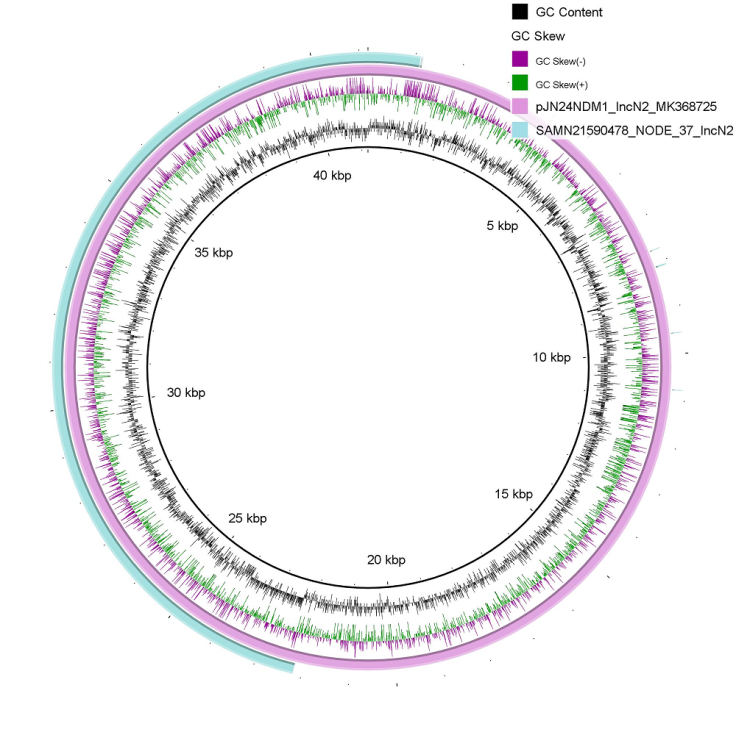 GC Content
GC Skew
GC Skew(-)
GC Skew(+)
pJN24NDM1_IncN2_MK368725
SAMN21590478_NODE_37_IncN2
40 kbp
5 kbp
35 kbp
10 kbp
30 kbp
15 kbp
25 kbp
20 kbp